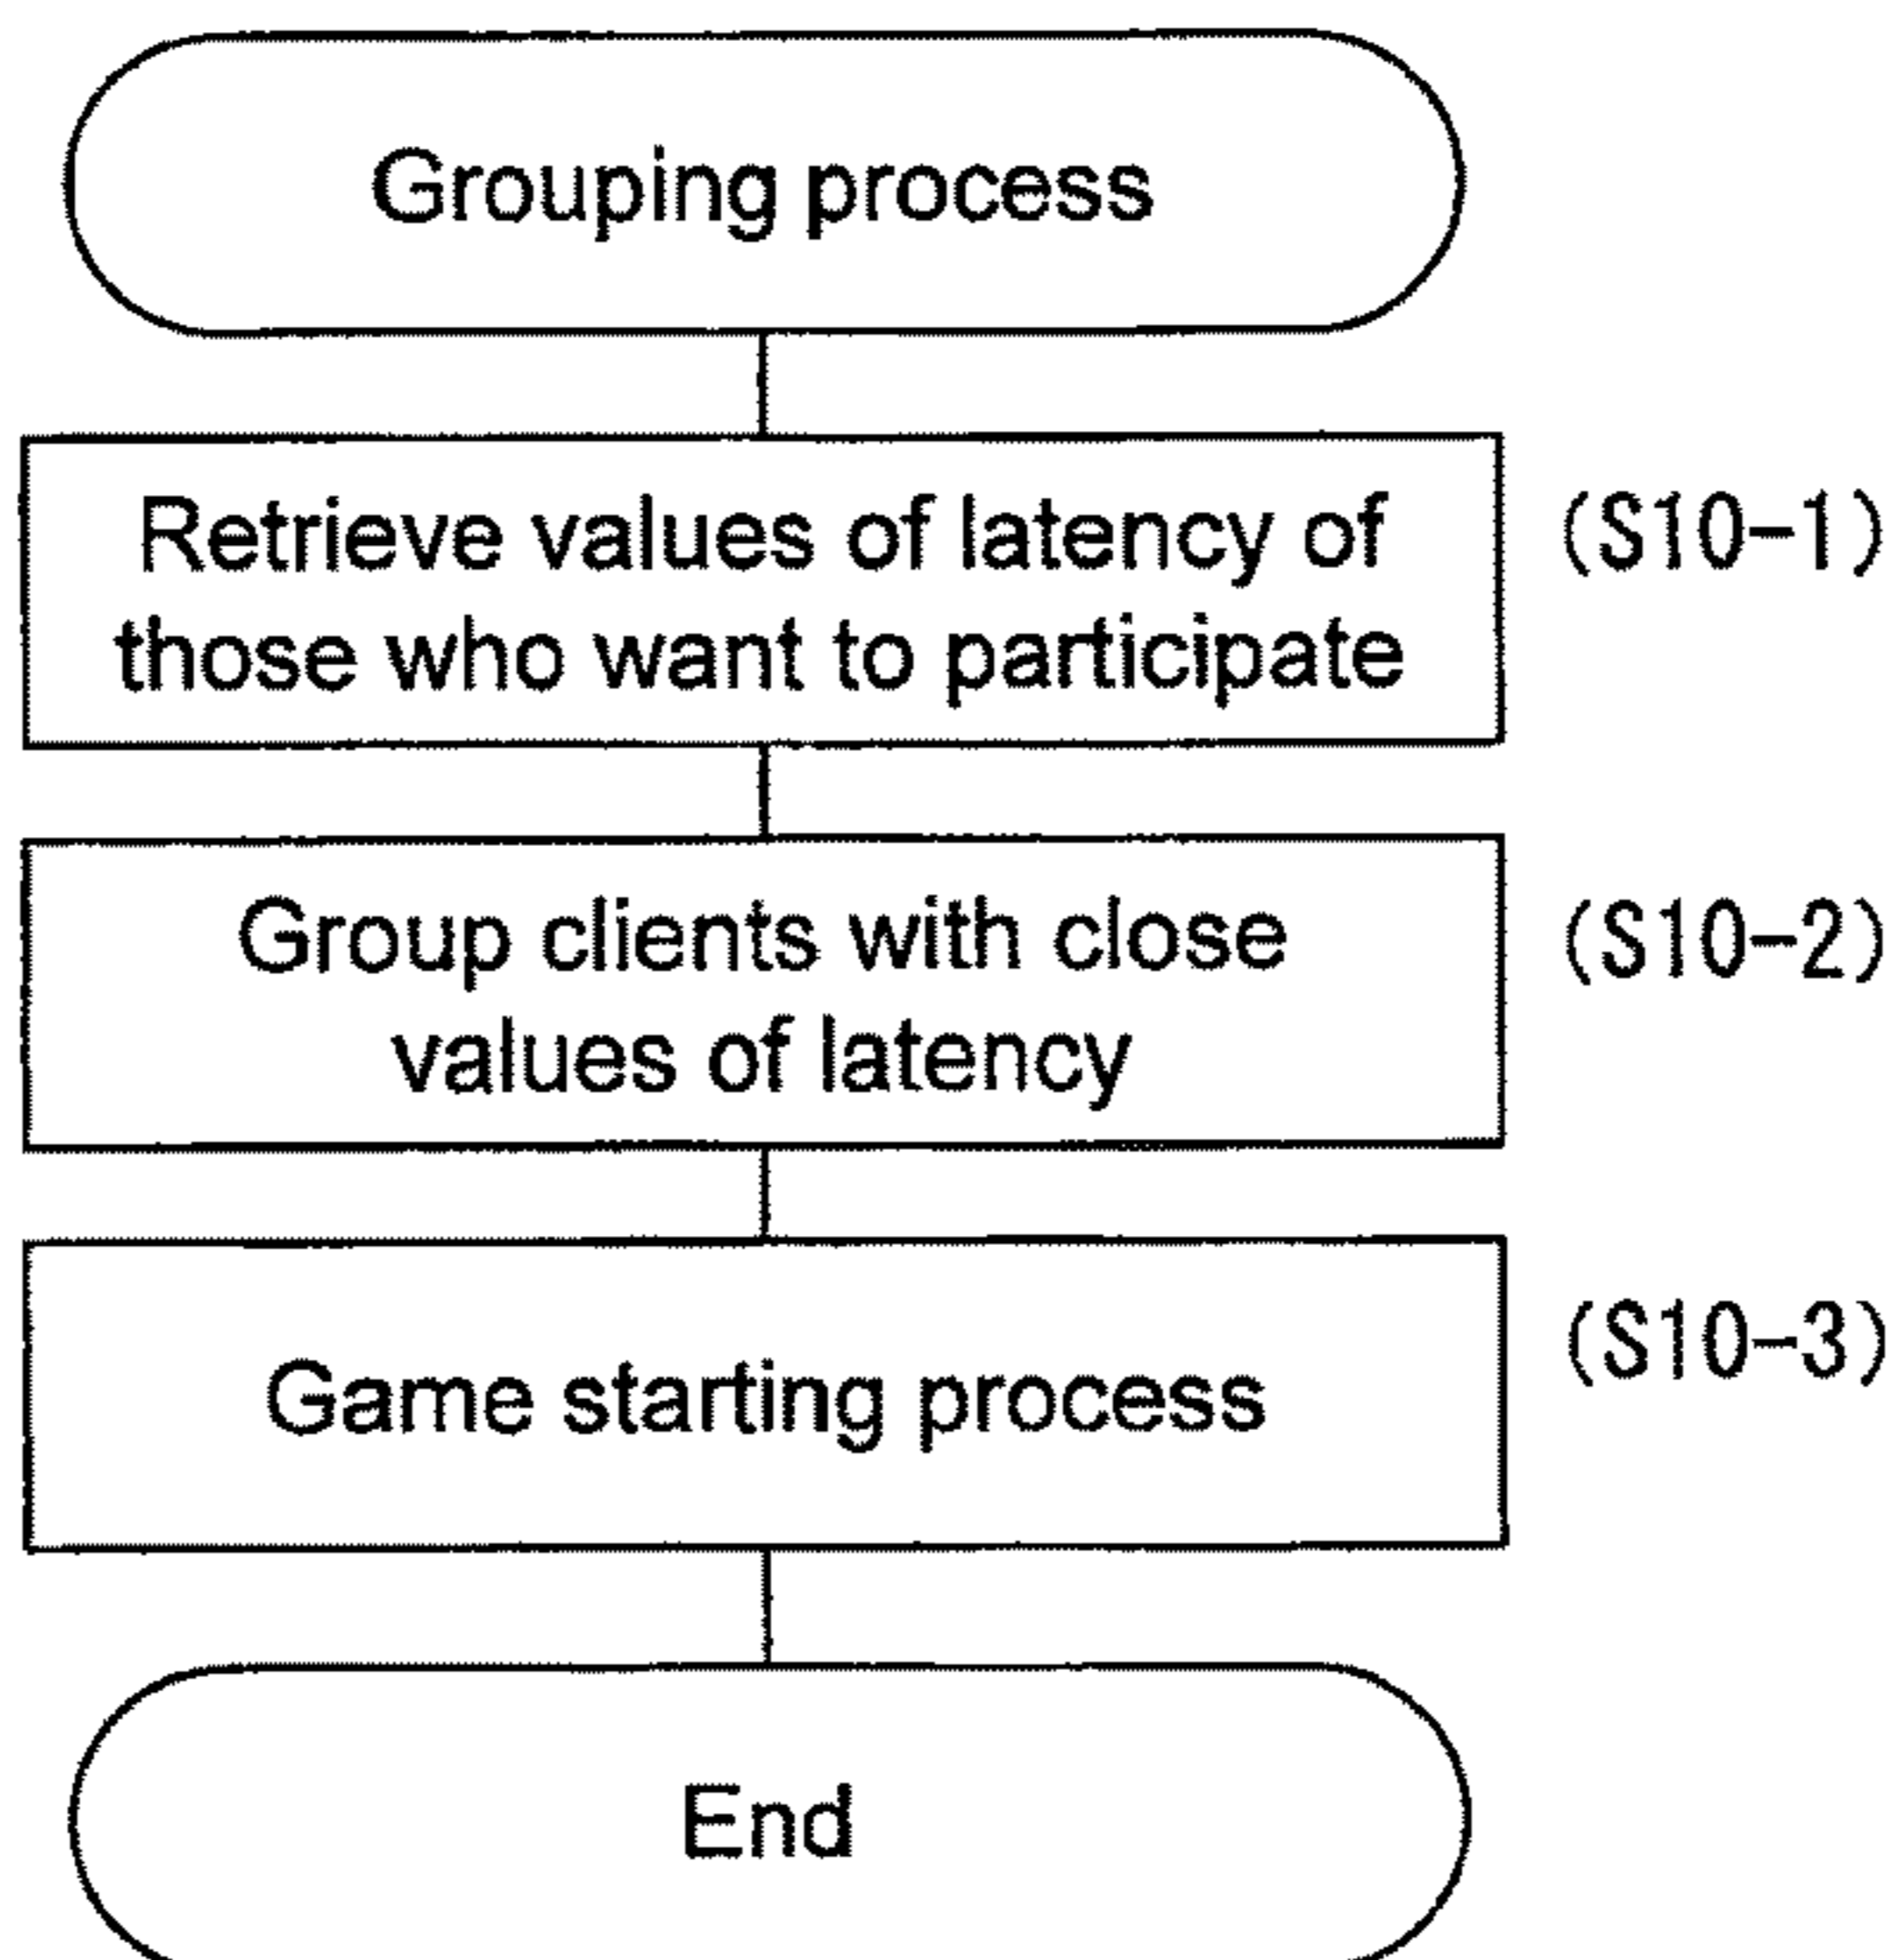 Grouping process
Retrieve values of latency of
those who want to participate
(S10-1)
Group clients with close
values of latency
(S10-2)
Game starting process
(S10-3)
End